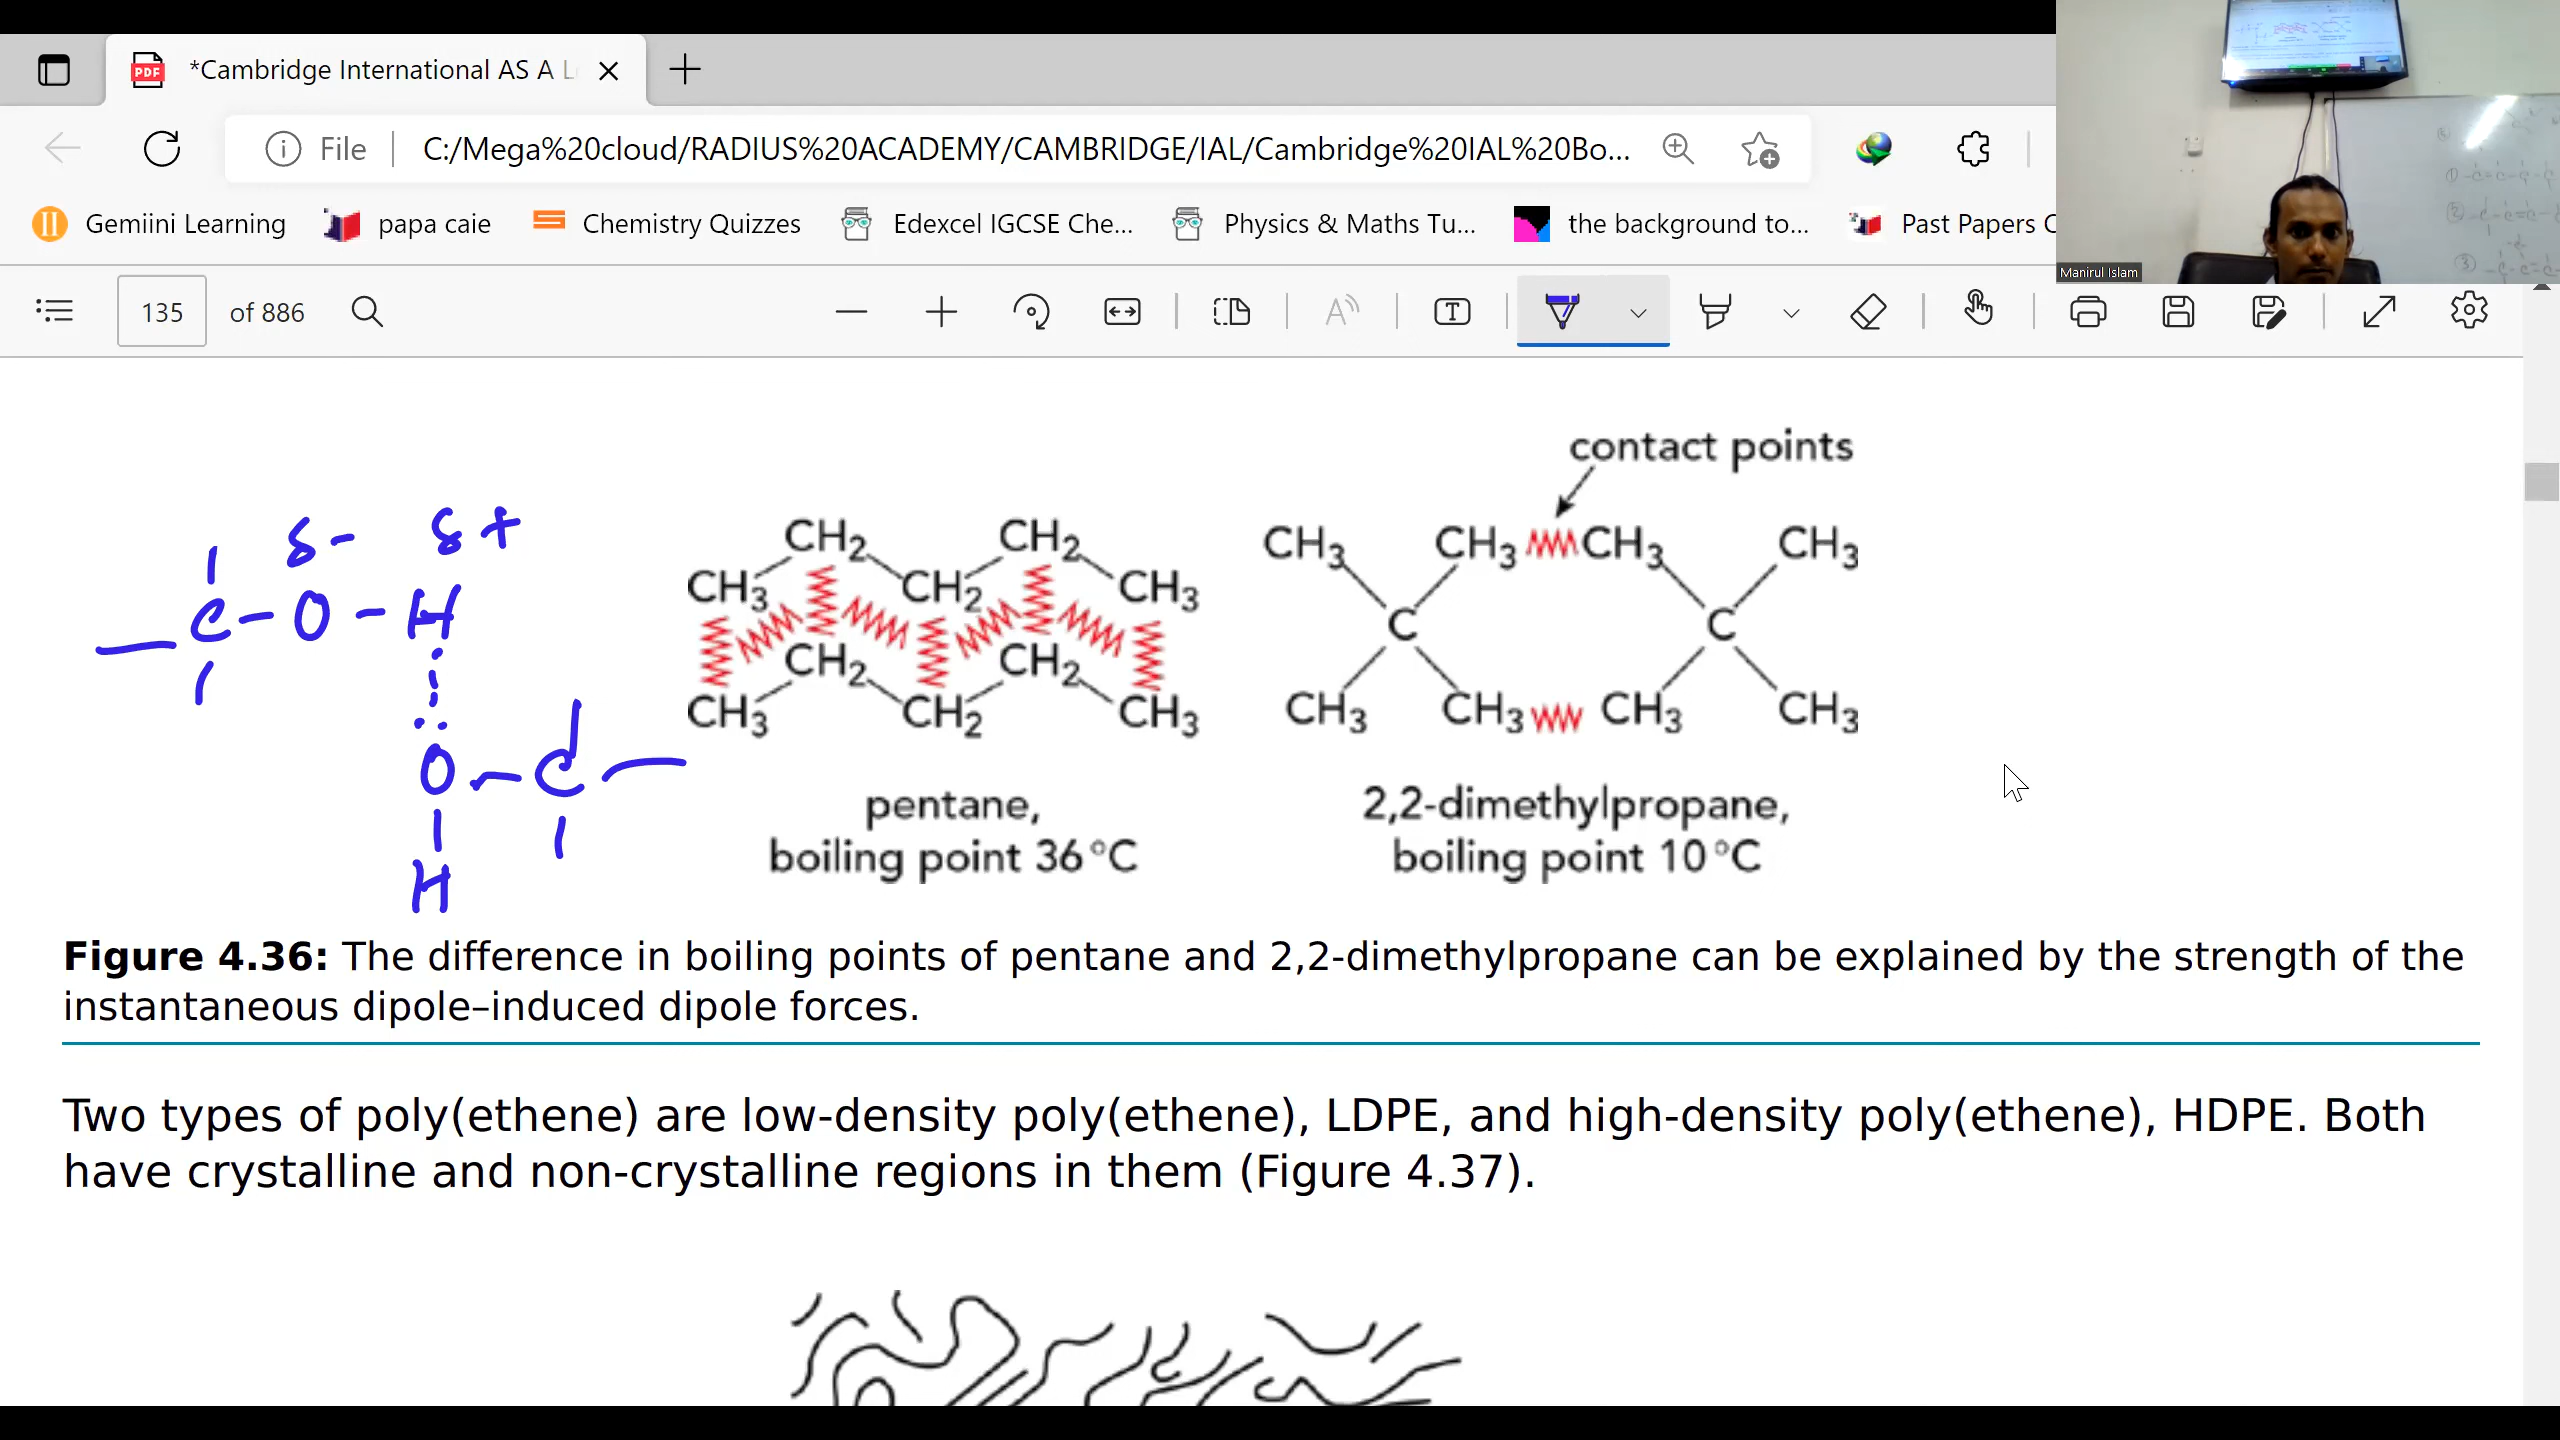 *Cambridge International AS A L
File
C:/Mega%20cloud/RADIUS%20ACADEMY/CAMBRIDGE/IAL/Cambridge%20IAL%20Bo...
Gemiini Learning
papa caie
Chemistry Quizzes
Edexcel IGCSE Che...
Physics & Maths Tu...
the background to...
Past Papers C
Manirul Islam
135 of 886
contact points
δ- δ+
C-O-H
O-C
H
CH2 CH2
CH3 CH2 CH3
CH2 CH2
CH3 CH2 CH3
CH3 CH3 CH3 CH3
C C
CH3 CH3 CH3 CH3
pentane,
boiling point 36 °C
2,2-dimethylpropane,
boiling point 10 °C
Figure 4.36: The difference in boiling points of pentane and 2,2-dimethylpropane can be explained by the strength of the
instantaneous dipole–induced dipole forces.
Two types of poly(ethene) are low-density poly(ethene), LDPE, and high-density poly(ethene), HDPE. Both
have crystalline and non-crystalline regions in them (Figure 4.37).